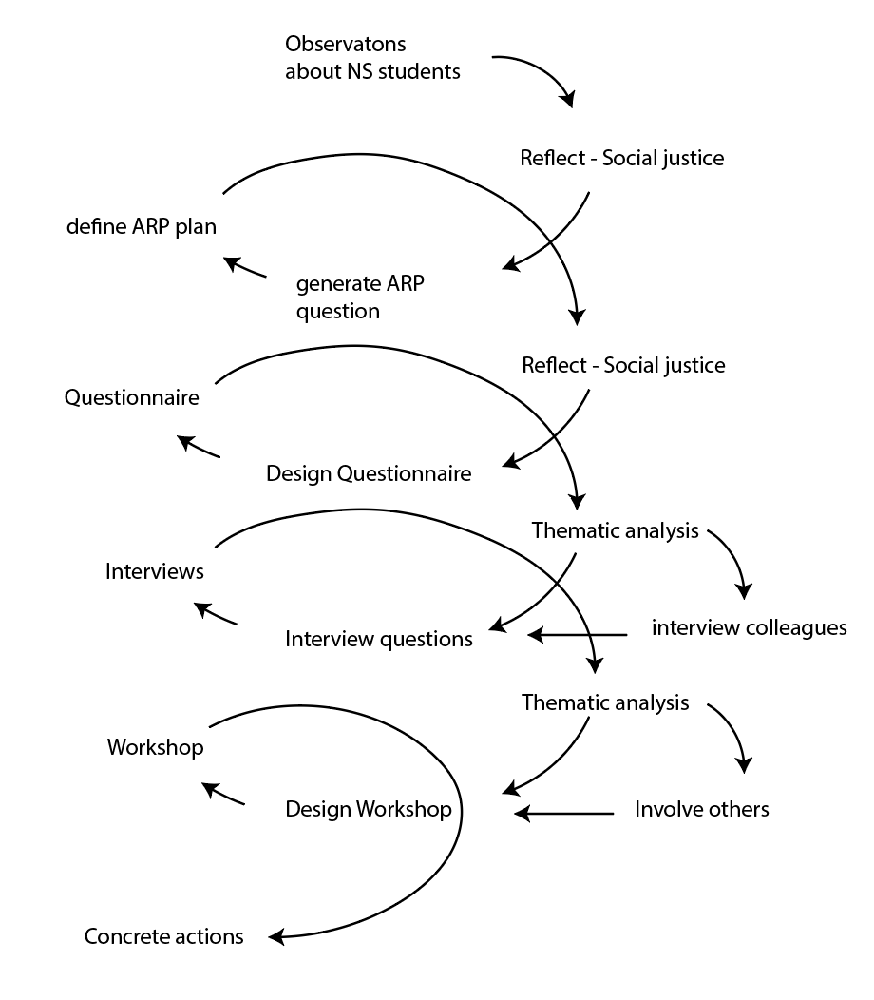 Observatons
about NS students
Reflect - Social justice
define ARP plan
generate ARP
question
Reflect - Social justice
Questionnaire
Design Questionnaire
Thematic analysis
Interviews
interview colleagues
Interview questions
Thematic analysis
Workshop
Design Workshop
Involve others
Concrete actions